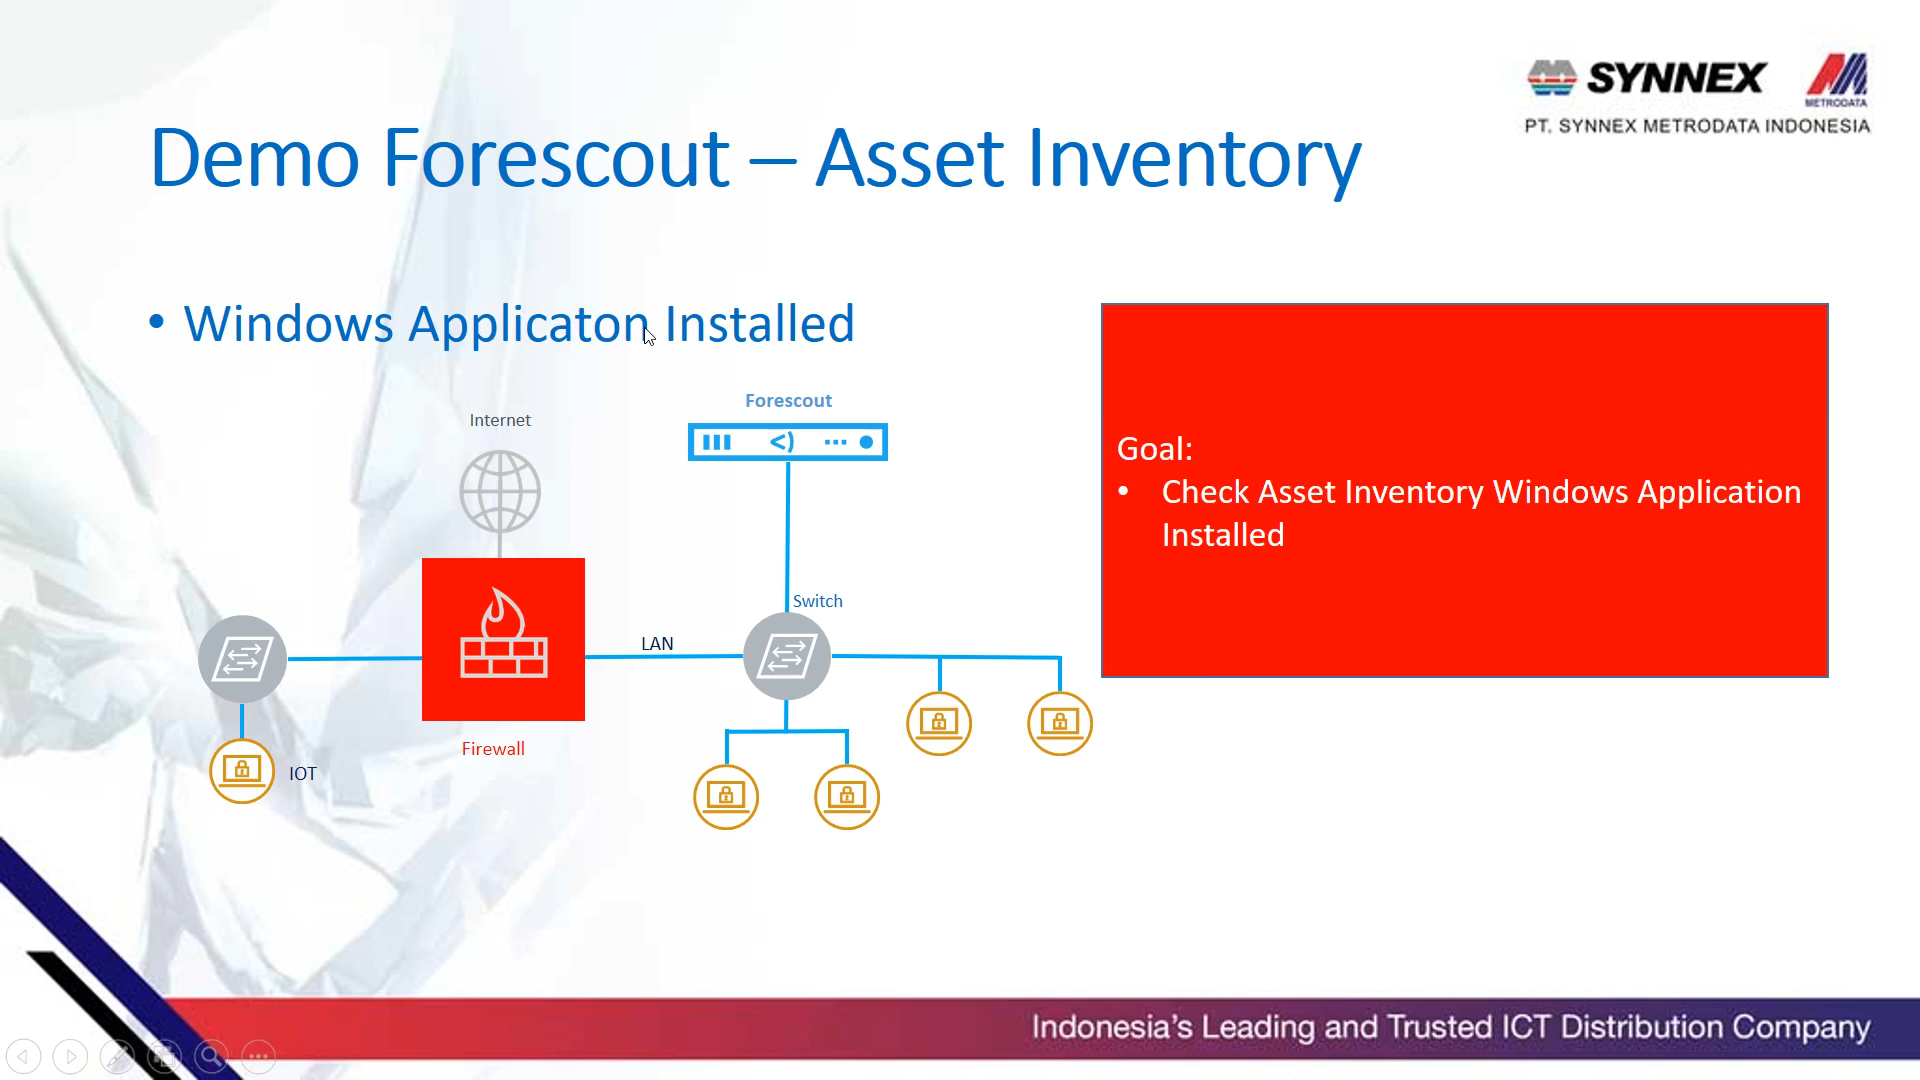 SYNNEX
METRODATA
PT. SYNNEX METRODATA INDONESIA
Demo Forescout – Asset Inventory
• Windows Applicaton Installed
Forescout
Internet
Goal:
• Check Asset Inventory Windows Application
Installed
Switch
LAN
Firewall
IOT
Indonesia's Leading and Trusted ICT Distribution Company